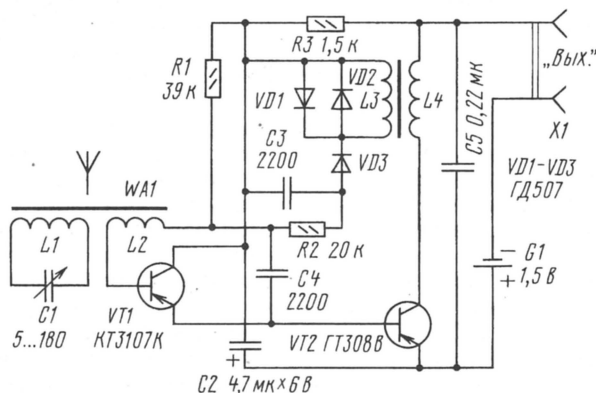 R3 1,5 к
„Вых."
R1
39 к
VD1
VD2
L3
L4
C5 0,22 мк
X1
C3
2200
VD3
VD1-VD3
ГД507
WA1
L1
L2
R2 20 к
C1
5...180
VT1
КТ3107К
C4
2200
VT2 ГТ308В
− G1
+ 1,5 в
+
C2 4,7 мк × 6 в